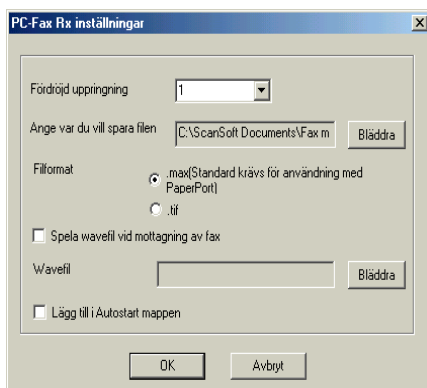 PC-Fax Rx inställningar
Fördröjd uppringning
1
Ange var du vill spara filen
C:\ScanSoft Documents\Fax m
Bläddra
Filformat
.max(Standard krävs för användning med
PaperPort)
.tif
Spela wavefil vid mottagning av fax
Wavefil
Bläddra
Lägg till i Autostart mappen
OK
Avbryt